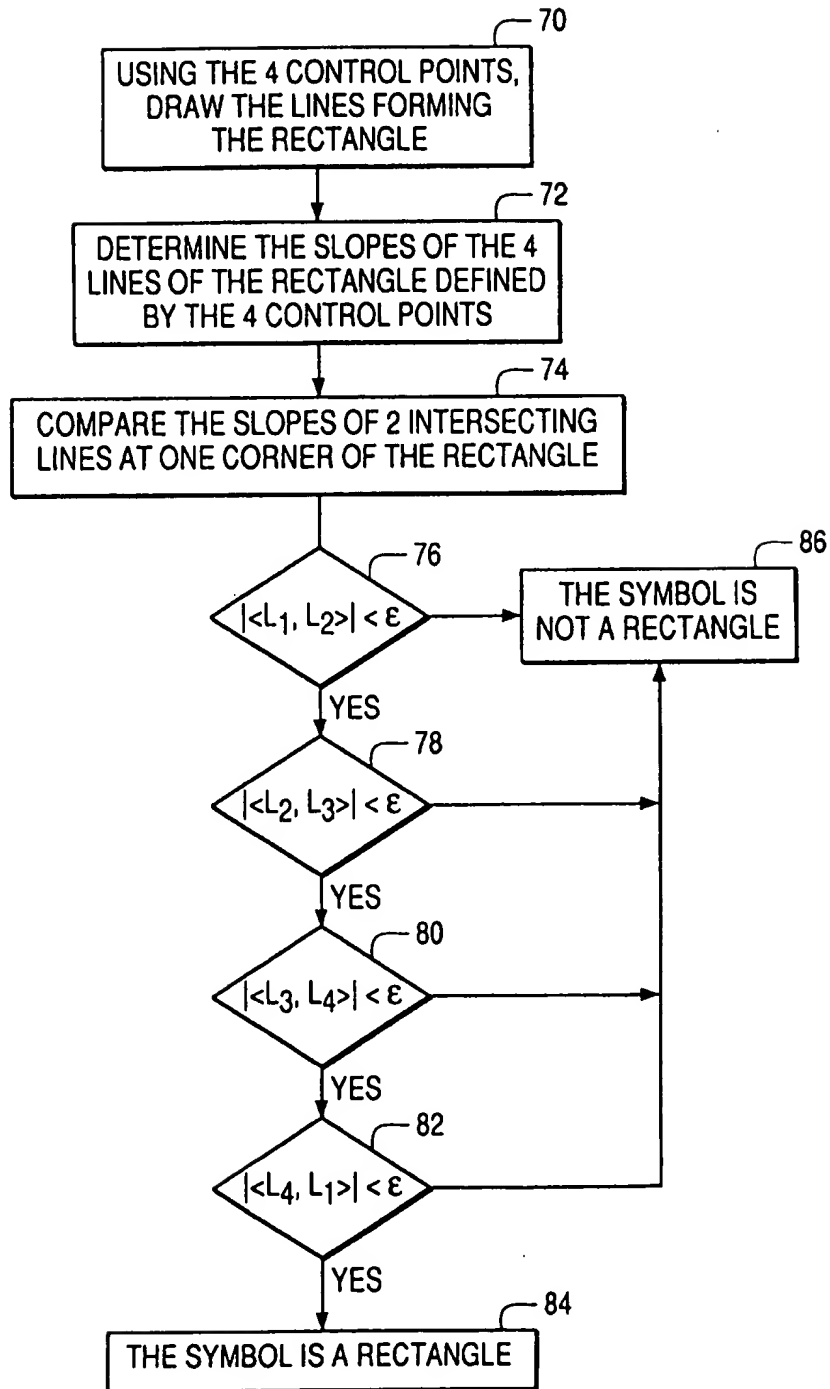 70
USING THE 4 CONTROL POINTS,
DRAW THE LINES FORMING
THE RECTANGLE
72
DETERMINE THE SLOPES OF THE 4
LINES OF THE RECTANGLE DEFINED
BY THE 4 CONTROL POINTS
74
COMPARE THE SLOPES OF 2 INTERSECTING
LINES AT ONE CORNER OF THE RECTANGLE
76
|<L1, L2>| < ε
86
THE SYMBOL IS
NOT A RECTANGLE
YES
78
|<L2, L3>| < ε
YES
80
|<L3, L4>| < ε
YES
82
|<L4, L1>| < ε
YES
84
THE SYMBOL IS A RECTANGLE